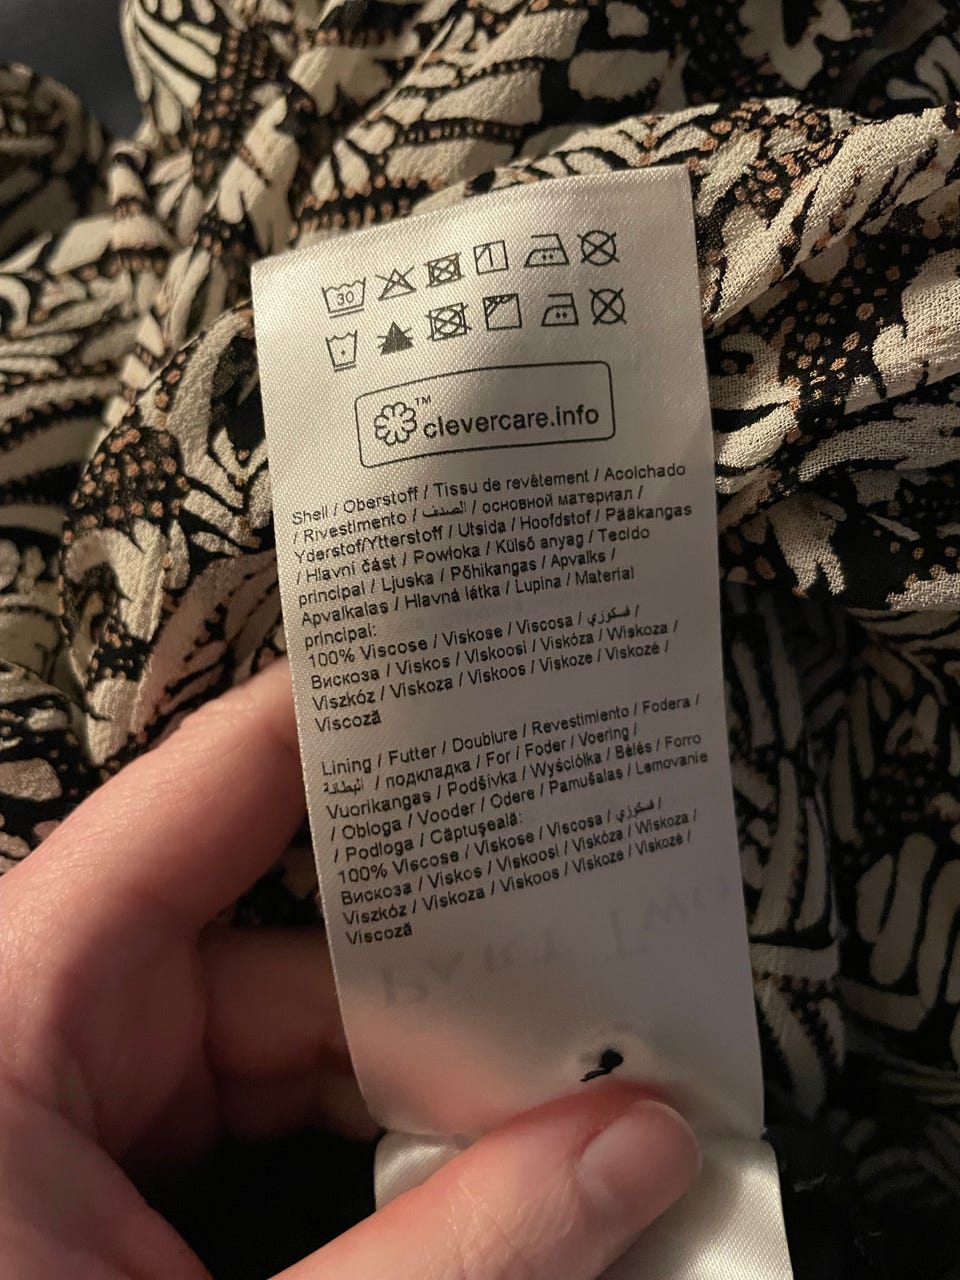 30
™
clevercare.info
Shell / Oberstoff / Tissu de revêtement / Acolchado
/ Rivestimento / الصدف / основной материал /
Yderstof/Ytterstoff / Utsida / Hoofdstof / Pääkangas
/ Hlavní část / Powłoka / Külső anyag / Tecido
principal / Ljuska / Põhikangas / Apvalks /
Apvalkalas / Hlavná látka / Lupina / Material
principal:
100% Viscose / Viskose / Viscosa / فسكوزي /
Вискоза / Viskos / Viskoosi / Viskóza / Wiskoza /
Viszkóz / Viskoza / Viskoos / Viskoze / Viskozė /
Viscoză
Lining / Futter / Doublure / Revestimiento / Fodera /
البطانة / подкладка / For / Foder / Voering /
Vuorikangas / Podšívka / Wyściółka / Bélés / Forro
/ Obloga / Vooder / Odere / Pamušalas / Lemovanie
/ Podloga / Căptuşeală:
100% Viscose / Viskose / Viscosa / فسكوزي /
Вискоза / Viskos / Viskoosi / Viskóza / Wiskoza /
Viszkóz / Viskoza / Viskoos / Viskoze / Viskozė /
Viscoză